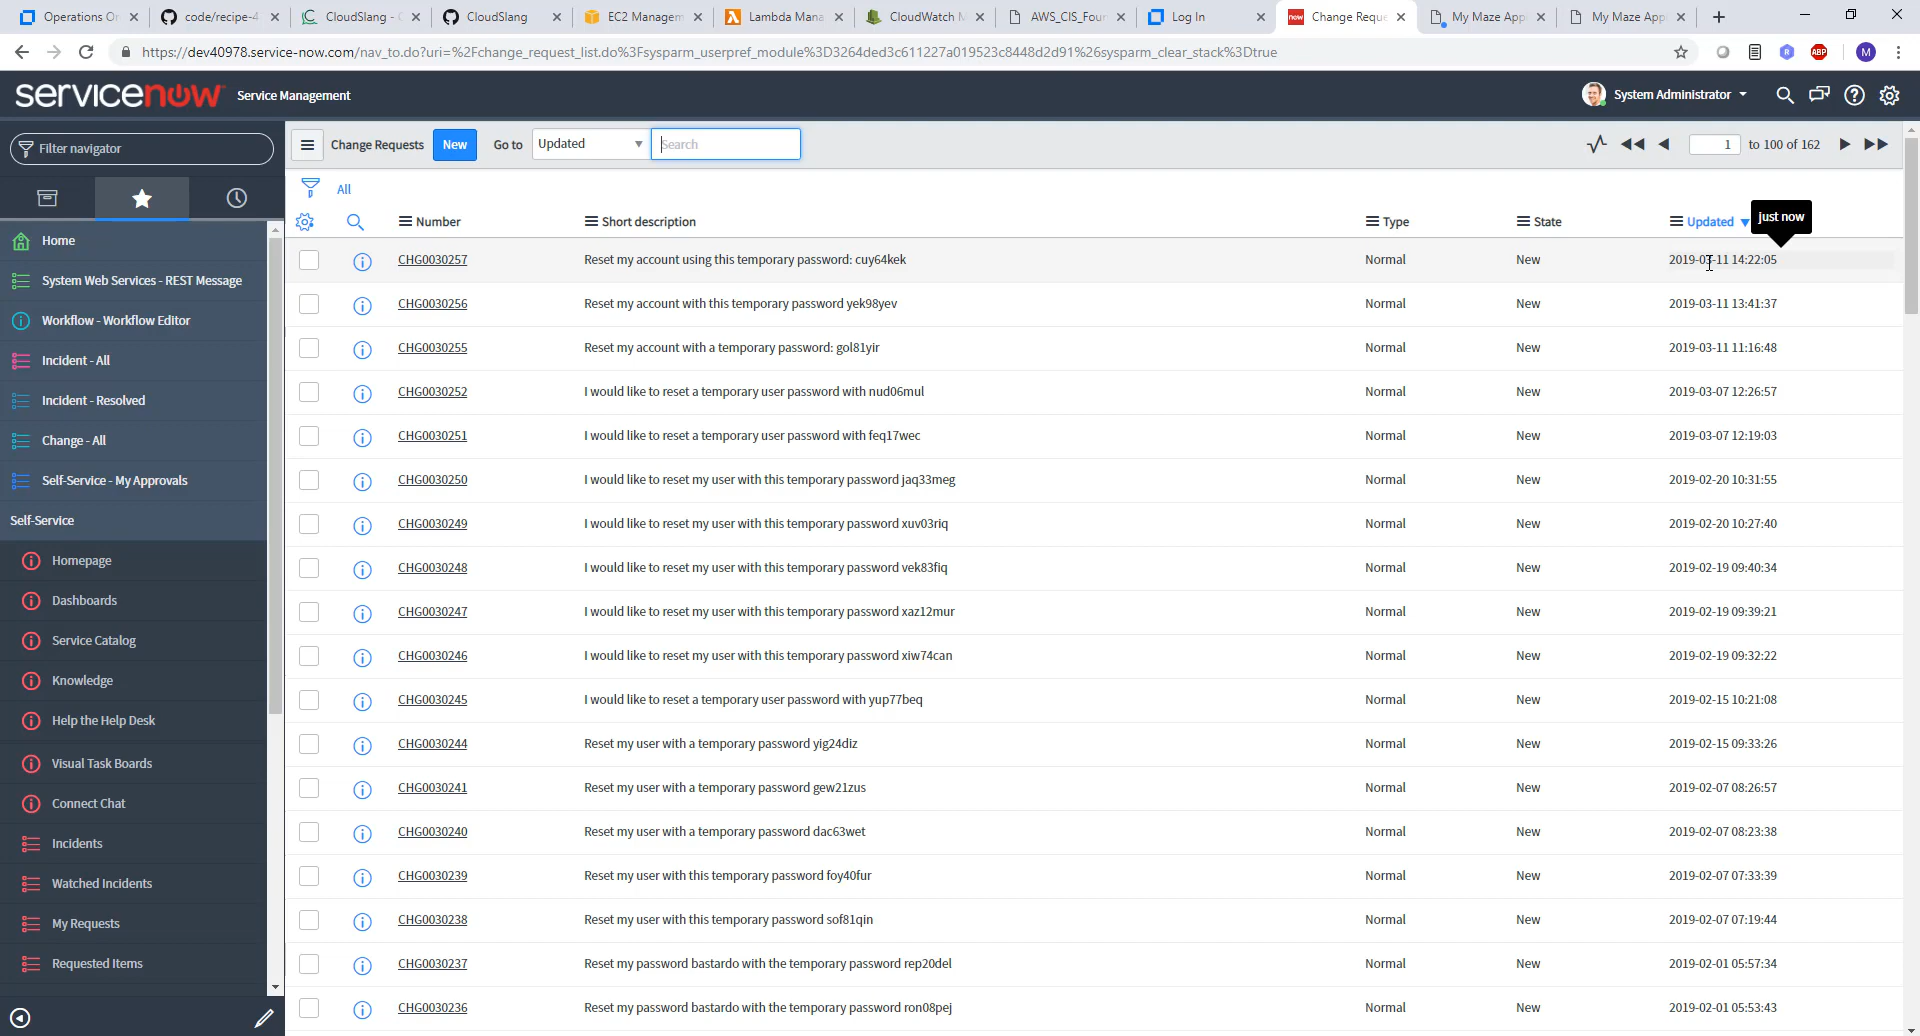 Operations On
code/recipe-4
CloudSlang - C
CloudSlang
EC2 Managem
Lambda Mana
CloudWatch M
AWS_CIS_Foun
Log In
Change Reque
My Maze Appl
My Maze Appl
https://dev40978.service-now.com/nav_to.do?uri=%2Fchange_request_list.do%3Fsysparm_userpref_module%3D3264ded3c611227a019523c8448d2d91%26sysparm_clear_stack%3Dtrue
R ABP M
servicenow Service Management System Administrator
Filter navigator
Home
System Web Services - REST Message
Workflow - Workflow Editor
Incident - All
Incident - Resolved
Change - All
Self-Service - My Approvals
Self-Service
Homepage
Dashboards
Service Catalog
Knowledge
Help the Help Desk
Visual Task Boards
Connect Chat
Incidents
Watched Incidents
My Requests
Requested Items
Change Requests New Go to Updated Search 1 to 100 of 162
All
Number Short description Type State Updated
just now
CHG0030257 Reset my account using this temporary password: cuy64kek Normal New 2019-03-11 14:22:05
CHG0030256 Reset my account with this temporary password yek98yev Normal New 2019-03-11 13:41:37
CHG0030255 Reset my account with a temporary password: gol81yir Normal New 2019-03-11 11:16:48
CHG0030252 I would like to reset a temporary user password with nud06mul Normal New 2019-03-07 12:26:57
CHG0030251 I would like to reset a temporary user password with feq17wec Normal New 2019-03-07 12:19:03
CHG0030250 I would like to reset my user with this temporary password jaq33meg Normal New 2019-02-20 10:31:55
CHG0030249 I would like to reset my user with this temporary password xuv03riq Normal New 2019-02-20 10:27:40
CHG0030248 I would like to reset my user with this temporary password vek83fiq Normal New 2019-02-19 09:40:34
CHG0030247 I would like to reset my user with this temporary password xaz12mur Normal New 2019-02-19 09:39:21
CHG0030246 I would like to reset my user with this temporary password xiw74can Normal New 2019-02-19 09:32:22
CHG0030245 I would like to reset a temporary user password with yup77beq Normal New 2019-02-15 10:21:08
CHG0030244 Reset my user with a temporary password yig24diz Normal New 2019-02-15 09:33:26
CHG0030241 Reset my user with a temporary password gew21zus Normal New 2019-02-07 08:26:57
CHG0030240 Reset my user with a temporary password dac63wet Normal New 2019-02-07 08:23:38
CHG0030239 Reset my user with this temporary password foy40fur Normal New 2019-02-07 07:33:39
CHG0030238 Reset my user with this temporary password sof81qin Normal New 2019-02-07 07:19:44
CHG0030237 Reset my password bastardo with the temporary password rep20del Normal New 2019-02-01 05:57:34
CHG0030236 Reset my password bastardo with the temporary password ron08pej Normal New 2019-02-01 05:53:43